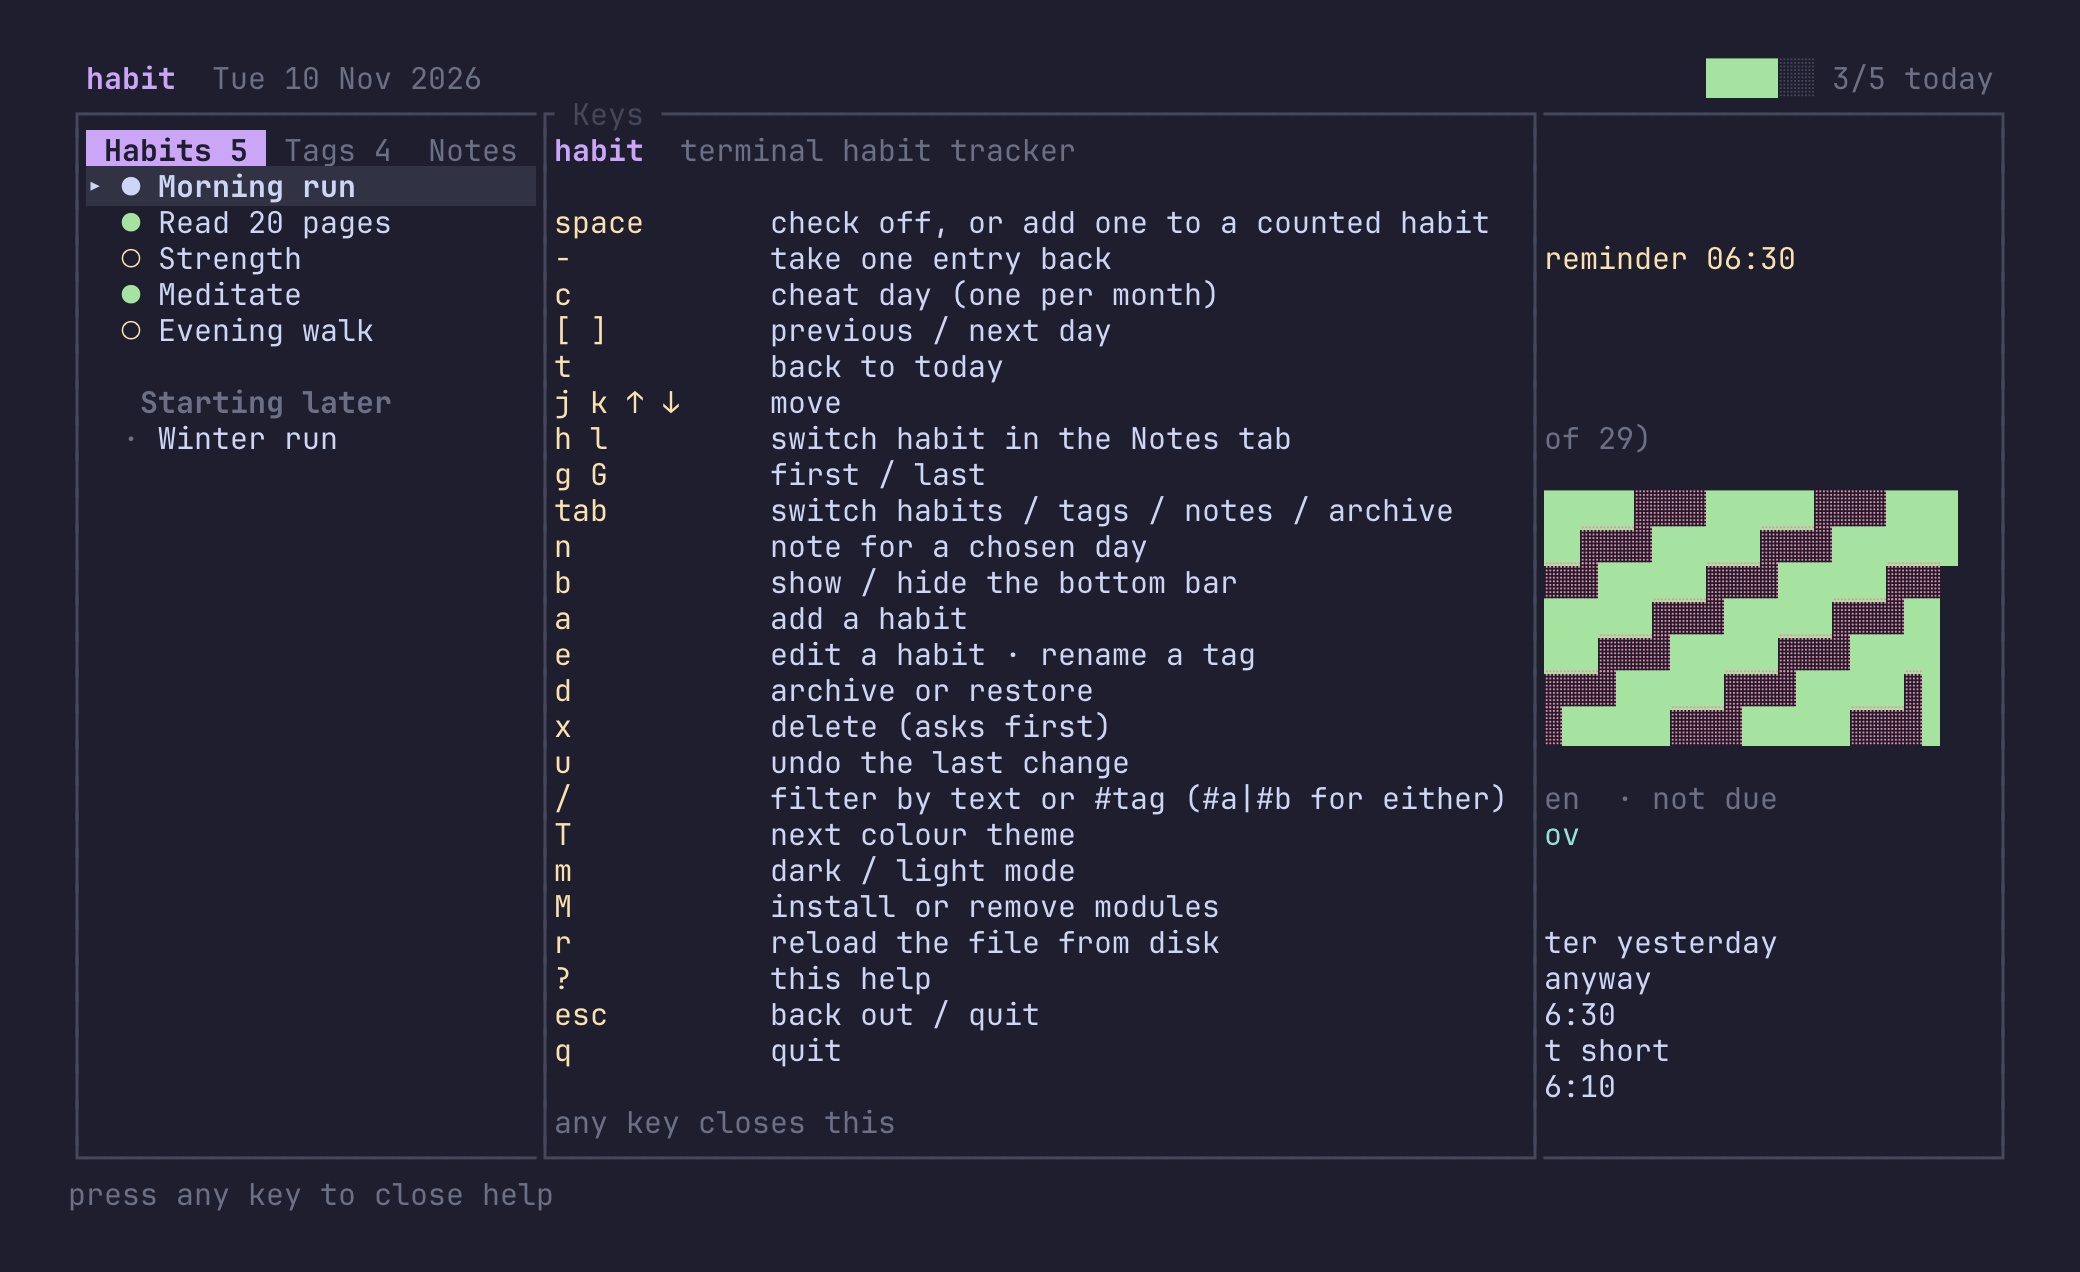 habit  Tue 10 Nov 2026
3/5 today
Habits 5  Tags 4  Notes
▸ ● Morning run
● Read 20 pages
○ Strength
● Meditate
○ Evening walk
Starting later
· Winter run
Keys
habit  terminal habit tracker
space  check off, or add one to a counted habit
-  take one entry back
c  cheat day (one per month)
[ ]  previous / next day
t  back to today
j k ↑ ↓  move
h l  switch habit in the Notes tab
g G  first / last
tab  switch habits / tags / notes / archive
n  note for a chosen day
b  show / hide the bottom bar
a  add a habit
e  edit a habit · rename a tag
d  archive or restore
x  delete (asks first)
u  undo the last change
/  filter by text or #tag (#a|#b for either)
T  next colour theme
m  dark / light mode
M  install or remove modules
r  reload the file from disk
?  this help
esc  back out / quit
q  quit
any key closes this
reminder 06:30
of 29)
en  · not due
ov
ter yesterday
anyway
6:30
t short
6:10
press any key to close help